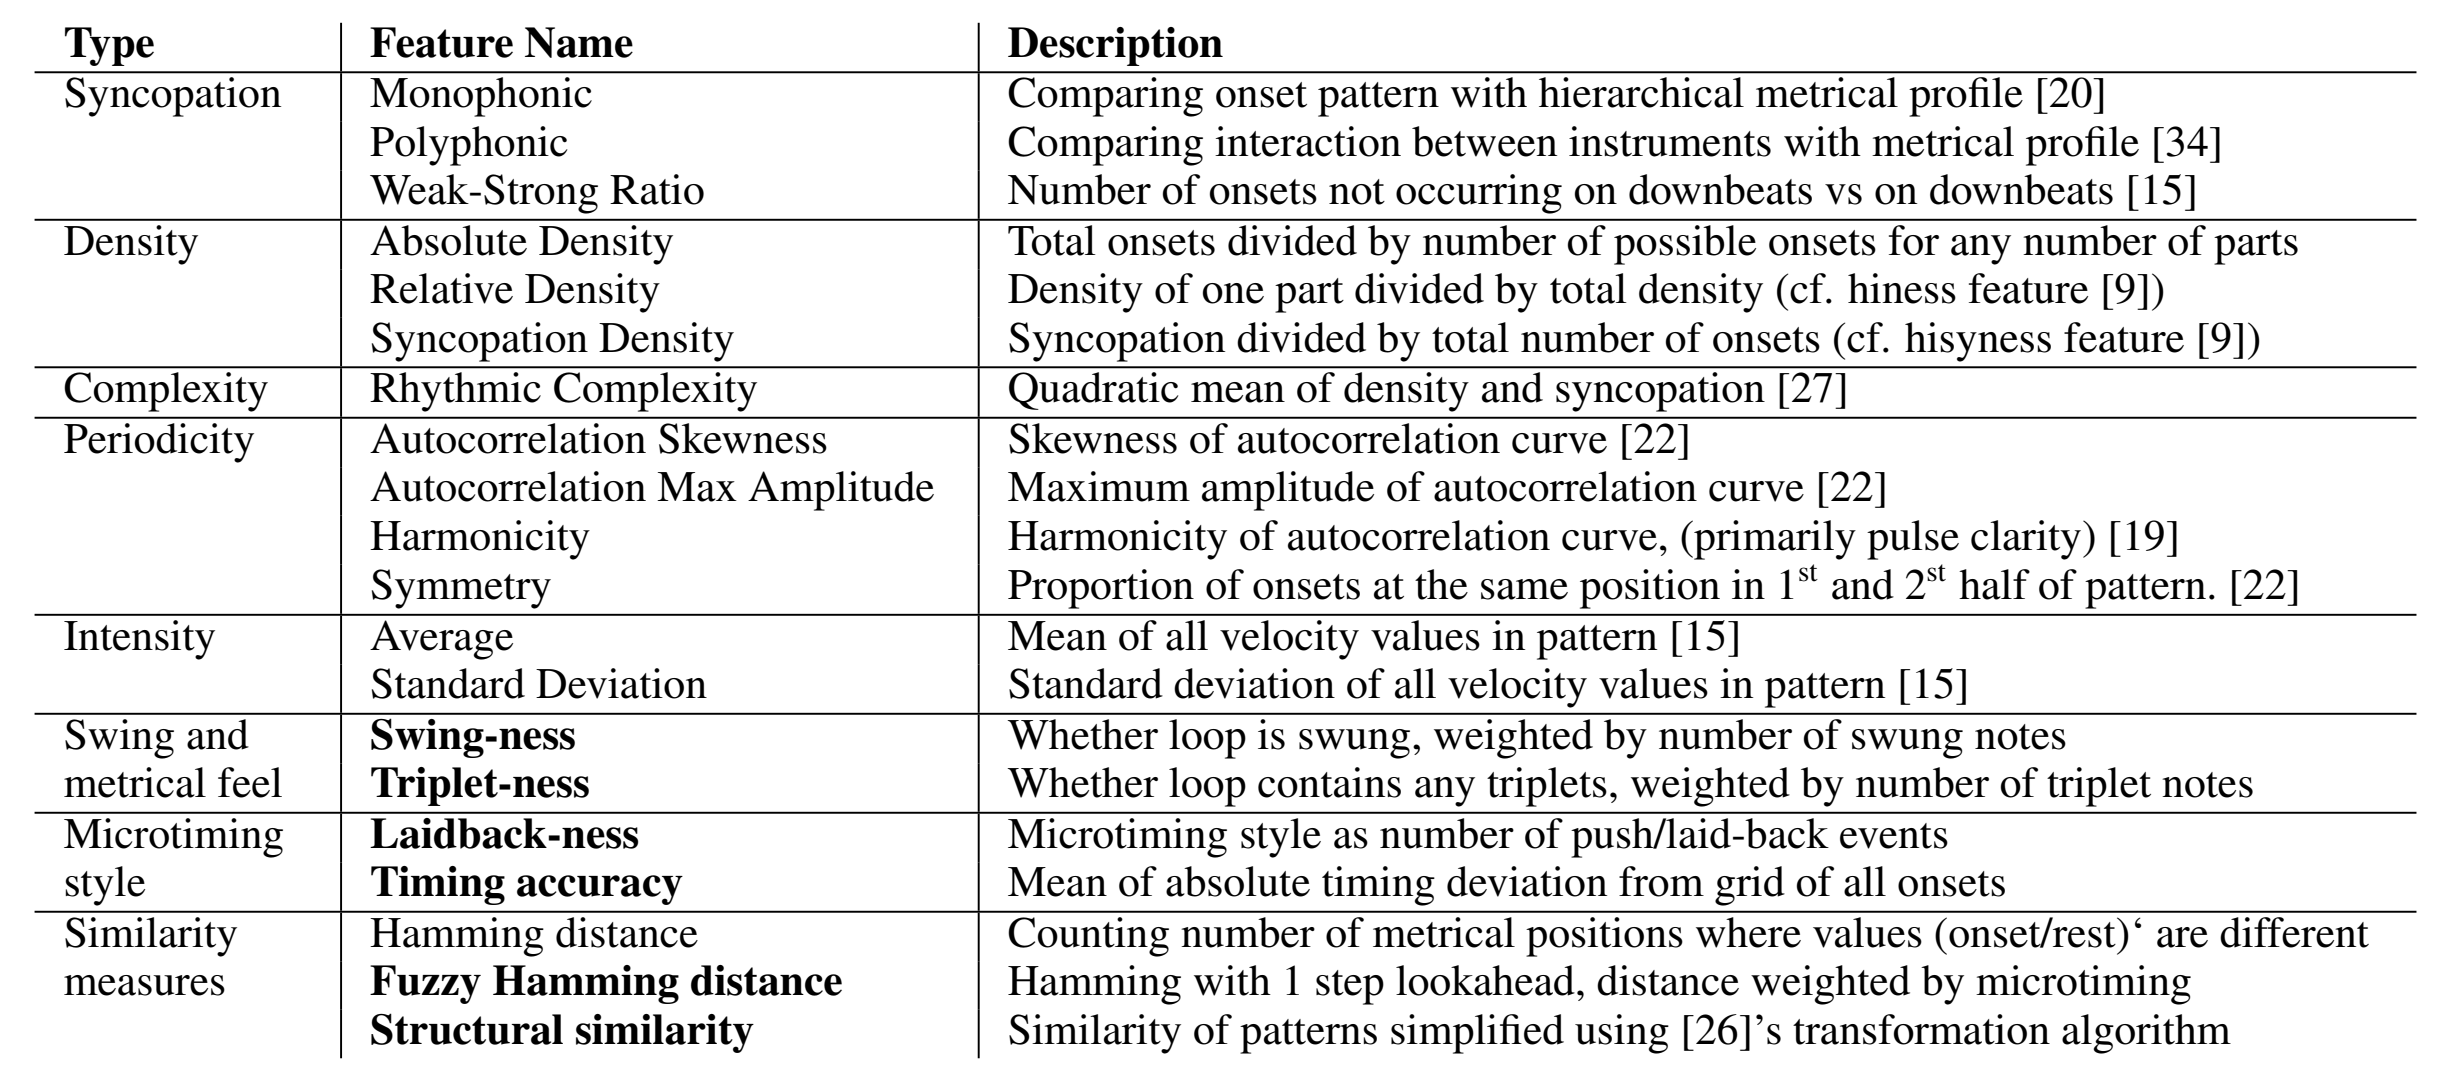 Type Feature Name Description
Syncopation Monophonic Comparing onset pattern with hierarchical metrical profile [20]
Polyphonic Comparing interaction between instruments with metrical profile [34]
Weak-Strong Ratio Number of onsets not occurring on downbeats vs on downbeats [15]
Density Absolute Density Total onsets divided by number of possible onsets for any number of parts
Relative Density Density of one part divided by total density (cf. hiness feature [9])
Syncopation Density Syncopation divided by total number of onsets (cf. hisyness feature [9])
Complexity Rhythmic Complexity Quadratic mean of density and syncopation [27]
Periodicity Autocorrelation Skewness Skewness of autocorrelation curve [22]
Autocorrelation Max Amplitude Maximum amplitude of autocorrelation curve [22]
Harmonicity Harmonicity of autocorrelation curve, (primarily pulse clarity) [19]
Symmetry Proportion of onsets at the same position in 1st and 2st half of pattern. [22]
Intensity Average Mean of all velocity values in pattern [15]
Standard Deviation Standard deviation of all velocity values in pattern [15]
Swing and Swing-ness Whether loop is swung, weighted by number of swung notes
metrical feel Triplet-ness Whether loop contains any triplets, weighted by number of triplet notes
Microtiming Laidback-ness Microtiming style as number of push/laid-back events
style Timing accuracy Mean of absolute timing deviation from grid of all onsets
Similarity Hamming distance Counting number of metrical positions where values (onset/rest)‘ are different
measures Fuzzy Hamming distance Hamming with 1 step lookahead, distance weighted by microtiming
Structural similarity Similarity of patterns simplified using [26]’s transformation algorithm